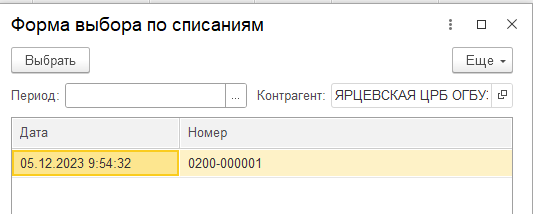 Форма выбора по списаниям
Выбрать
Еще
Период:
...
Контрагент: ЯРЦЕВСКАЯ ЦРБ ОГБУ:
Дата Номер
05.12.2023 9:54:32 0200-000001